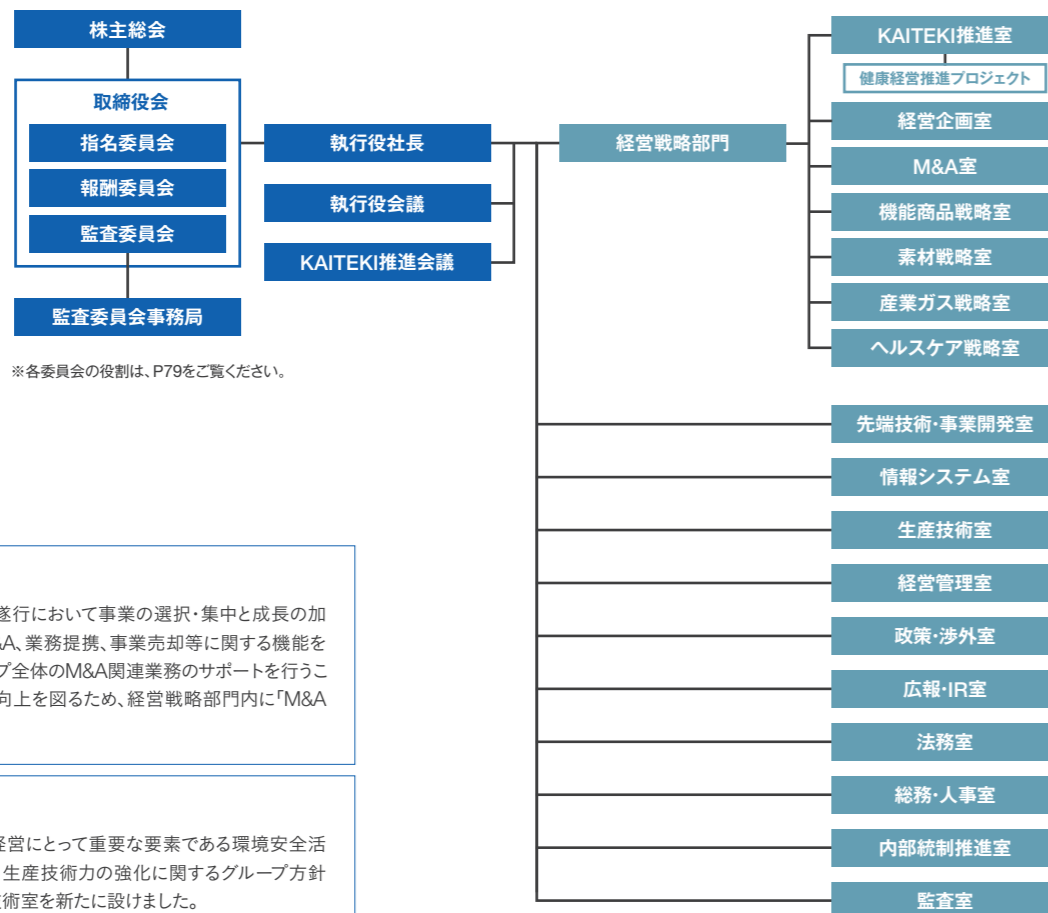 株主総会
取締役会
指名委員会
報酬委員会
監査委員会
監査委員会事務局
※各委員会の役割は、P79をご覧ください。
執行役社長
執行役会議
KAITEKI推進会議
経営戦略部門
KAITEKI推進室
健康経営推進プロジェクト
経営企画室
M&A室
機能商品戦略室
素材戦略室
産業ガス戦略室
ヘルスケア戦略室
先端技術・事業開発室
情報システム室
生産技術室
経営管理室
政策・渉外室
広報・IR室
法務室
総務・人事室
内部統制推進室
監査室
遂行において事業の選択・集中と成長の加
&A、業務提携、事業売却等に関する機能を
プ全体のM&A関連業務のサポートを行うこ
向上を図るため、経営戦略部門内に「M&A
経営にとって重要な要素である環境安全活
生産技術力の強化に関するグループ方針
術室を新たに設けました。